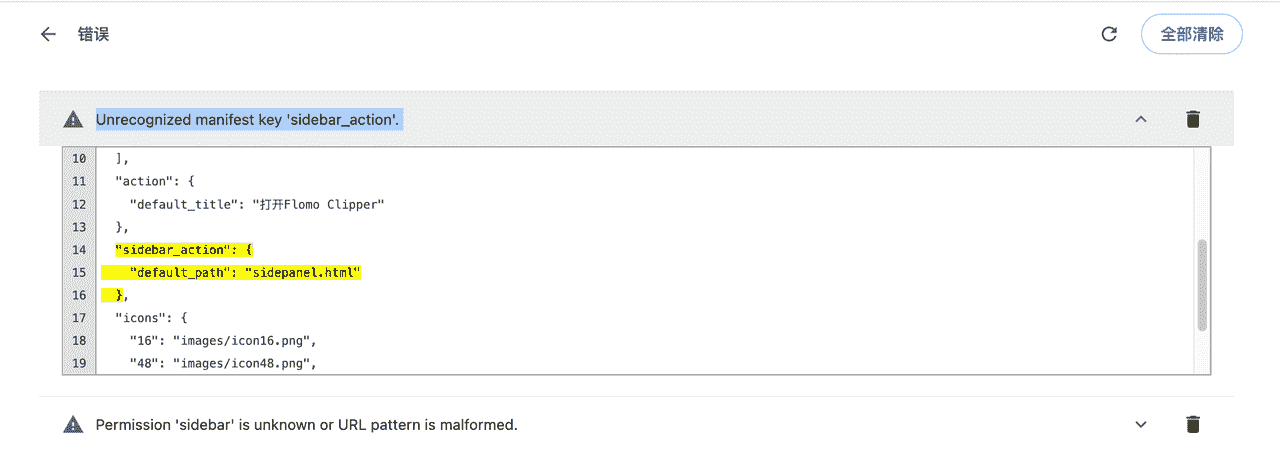 错误
全部清除
Unrecognized manifest key 'sidebar_action'.
10 ],
11 "action": {
12 "default_title": "打开Flomo Clipper"
13 },
14 "sidebar_action": {
15 "default_path": "sidepanel.html"
16 },
17 "icons": {
18 "16": "images/icon16.png",
19 "48": "images/icon48.png",
Permission 'sidebar' is unknown or URL pattern is malformed.